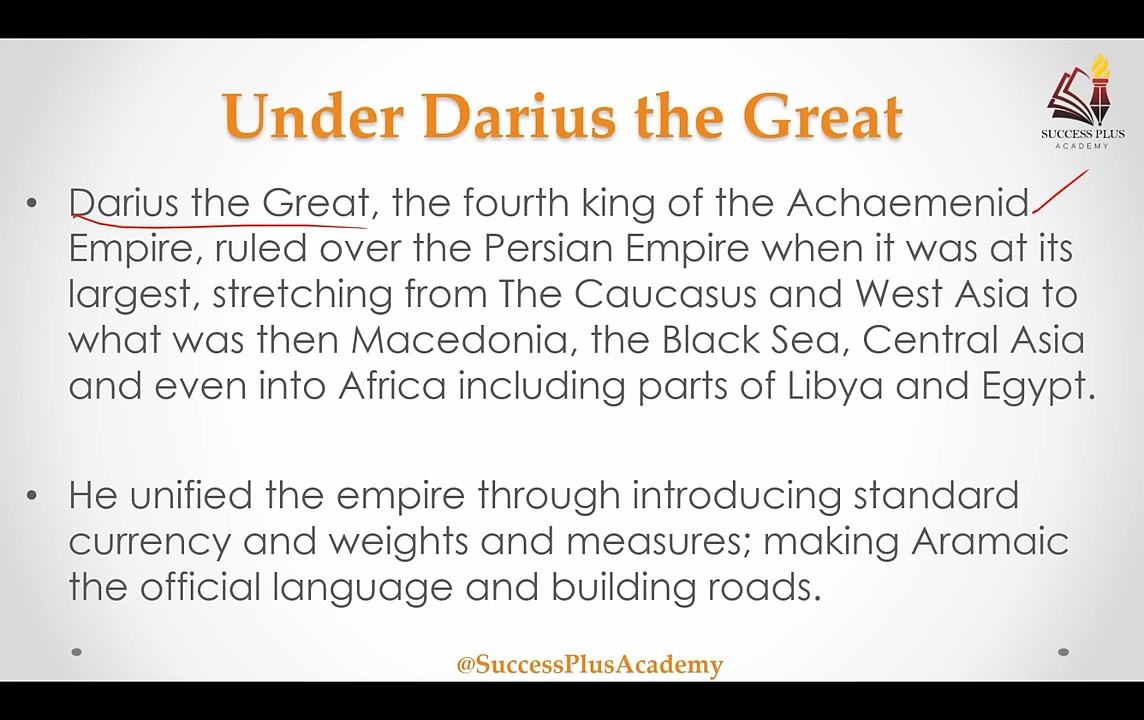 Under Darius the Great
SUCCESS PLUS
ACADEMY
• Darius the Great, the fourth king of the Achaemenid
Empire, ruled over the Persian Empire when it was at its
largest, stretching from The Caucasus and West Asia to
what was then Macedonia, the Black Sea, Central Asia
and even into Africa including parts of Libya and Egypt.
• He unified the empire through introducing standard
currency and weights and measures; making Aramaic
the official language and building roads.
@SuccessPlusAcademy